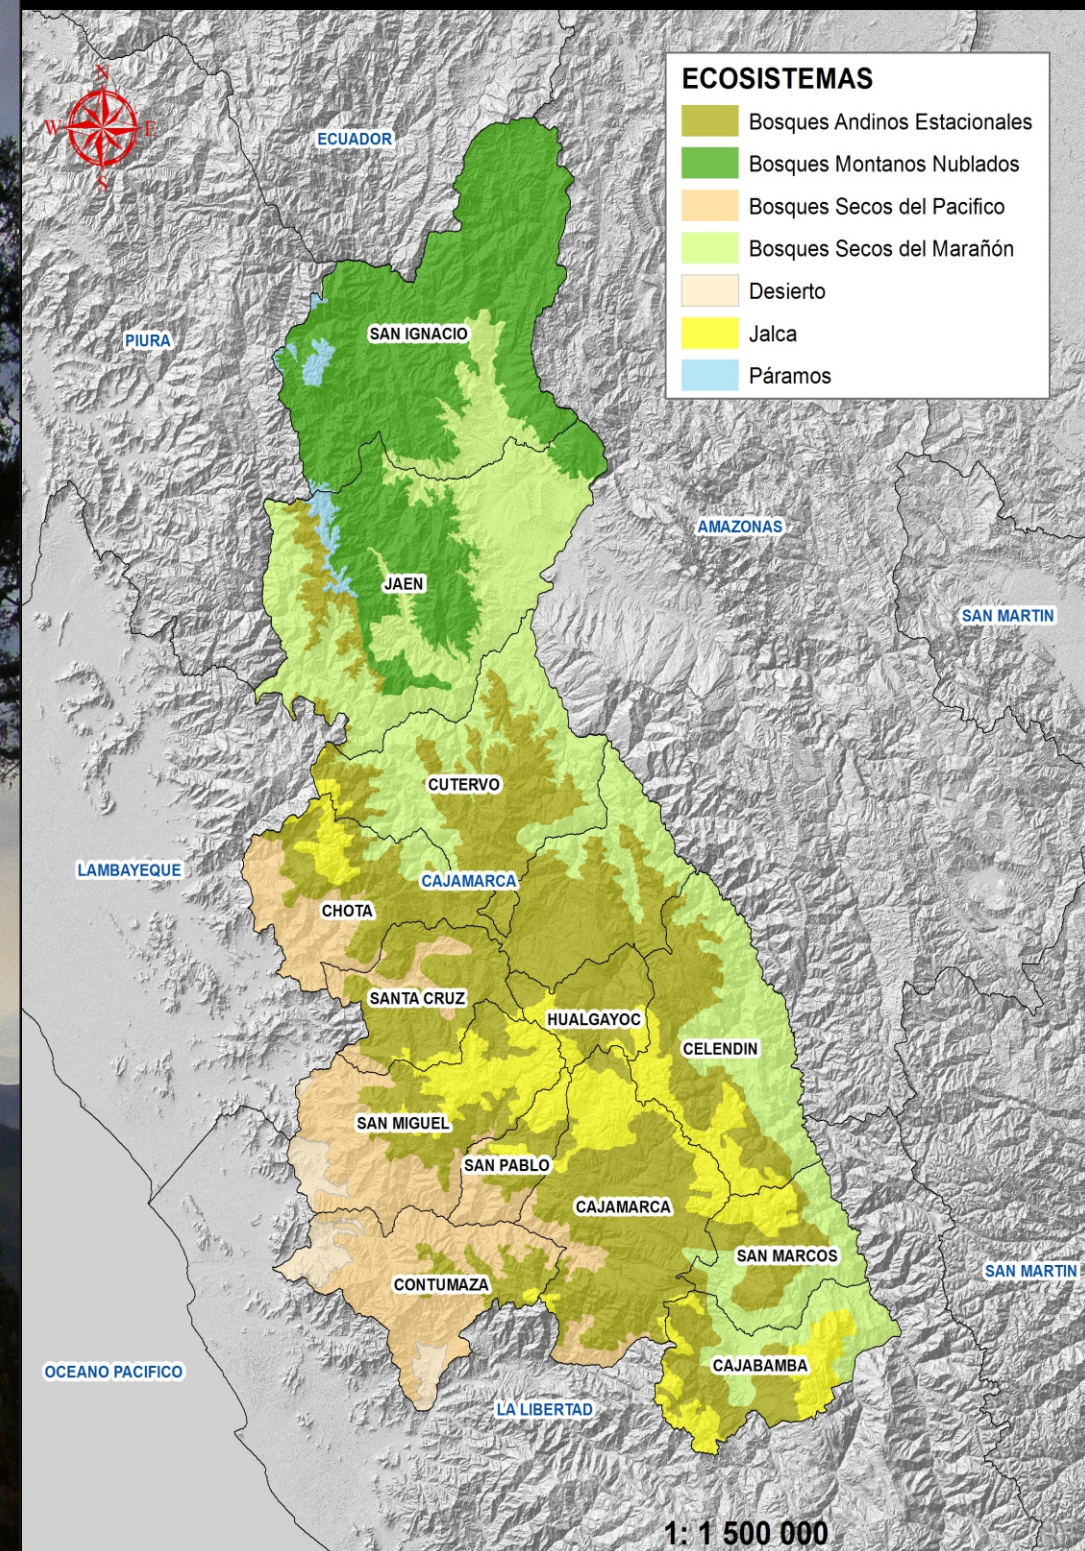 N
W E
S
ECOSISTEMAS
Bosques Andinos Estacionales
Bosques Montanos Nublados
Bosques Secos del Pacifico
Bosques Secos del Marañón
Desierto
Jalca
Páramos
ECUADOR
SAN IGNACIO
PIURA
AMAZONAS
JAEN
SAN MARTIN
CUTERVO
LAMBAYEQUE
CAJAMARCA
CHOTA
SANTA CRUZ
HUALGAYOC
CELENDIN
SAN MIGUEL
SAN PABLO
CAJAMARCA
SAN MARCOS
SAN MARTIN
CONTUMAZA
CAJABAMBA
OCEANO PACIFICO
LA LIBERTAD
1: 1 500 000